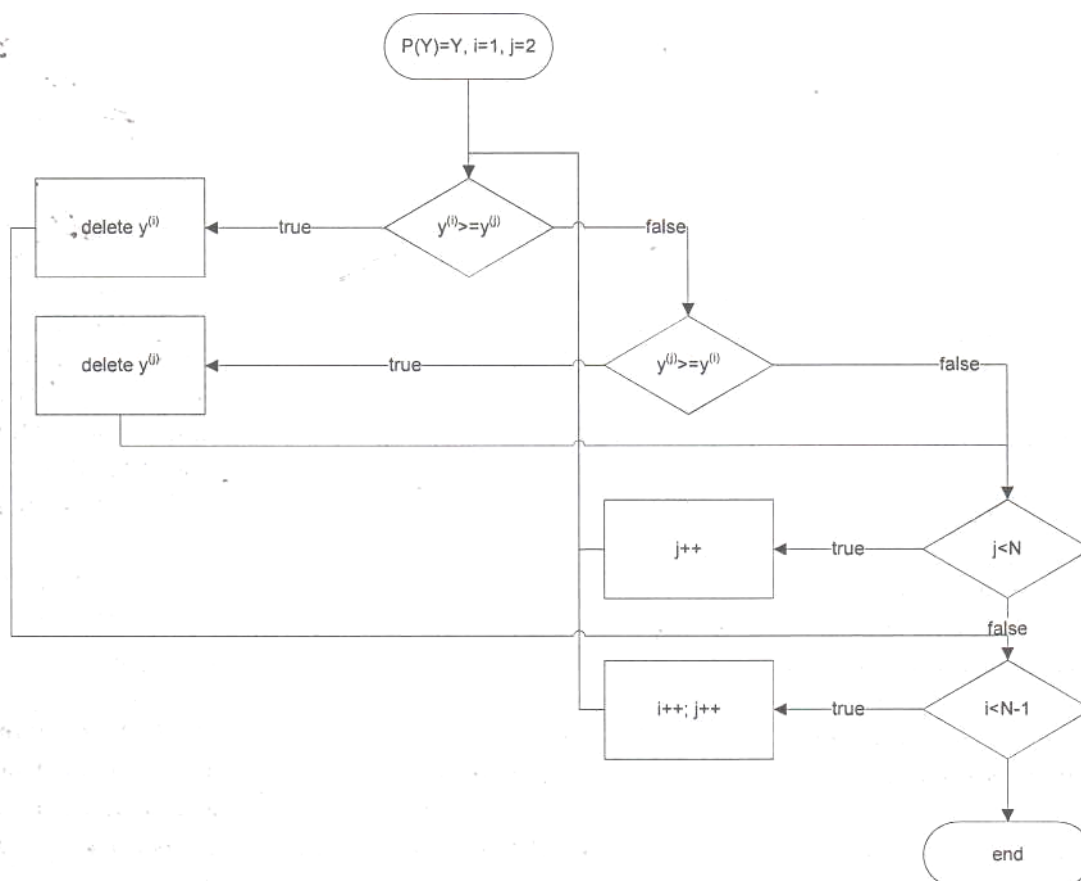 P(Y)=Y, i=1, j=2
delete y(i)
true
y(i)>=y(j)
false
delete y(j)
true
y(j)>=y(i)
false
j++
true
j<N
false
i++; j++
true
i<N-1
end